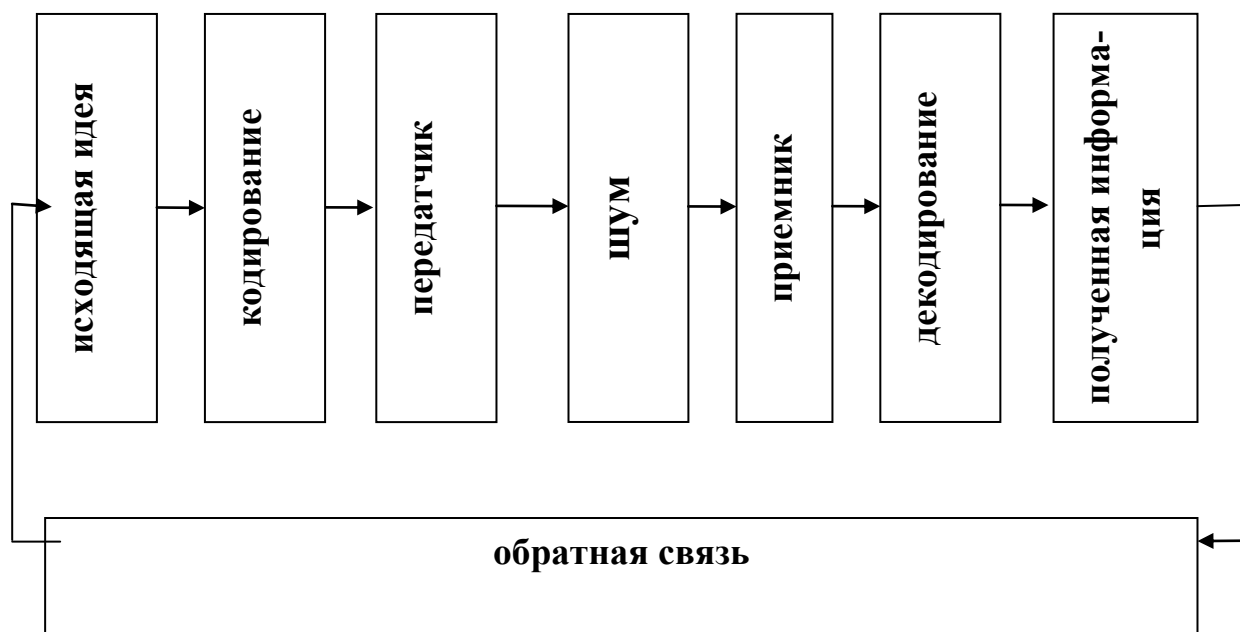 исходящая идея
кодирование
передатчик
шум
приемник
декодирование
полученная информа-
ция
обратная связь